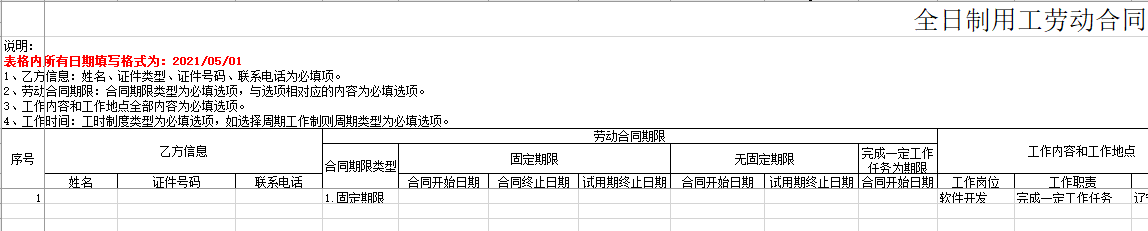 全日制用工劳动合同
说明:
表格内所有日期填写格式为: 2021/05/01
1、乙方信息: 姓名、证件类型、证件号码、联系电话为必填项。
2、劳动合同期限: 合同期限类型为必填选项, 与选项相对应的内容为必填选项。
3、工作内容和工作地点全部内容为必填选项。
4、工作时间: 工时制度类型为必填选项, 如选择周期工作制则周期类型为必填选项。
序号 乙方信息 劳动合同期限 工作内容和工作地点
合同期限类型 固定期限 无固定期限 完成一定工作
任务为期限
姓名 证件号码 联系电话 合同开始日期 合同终止日期 试用期终止日期 合同开始日期 试用期终止日期 合同开始日期 工作岗位 工作职责
1 1.固定期限 软件开发 完成一定工作任务